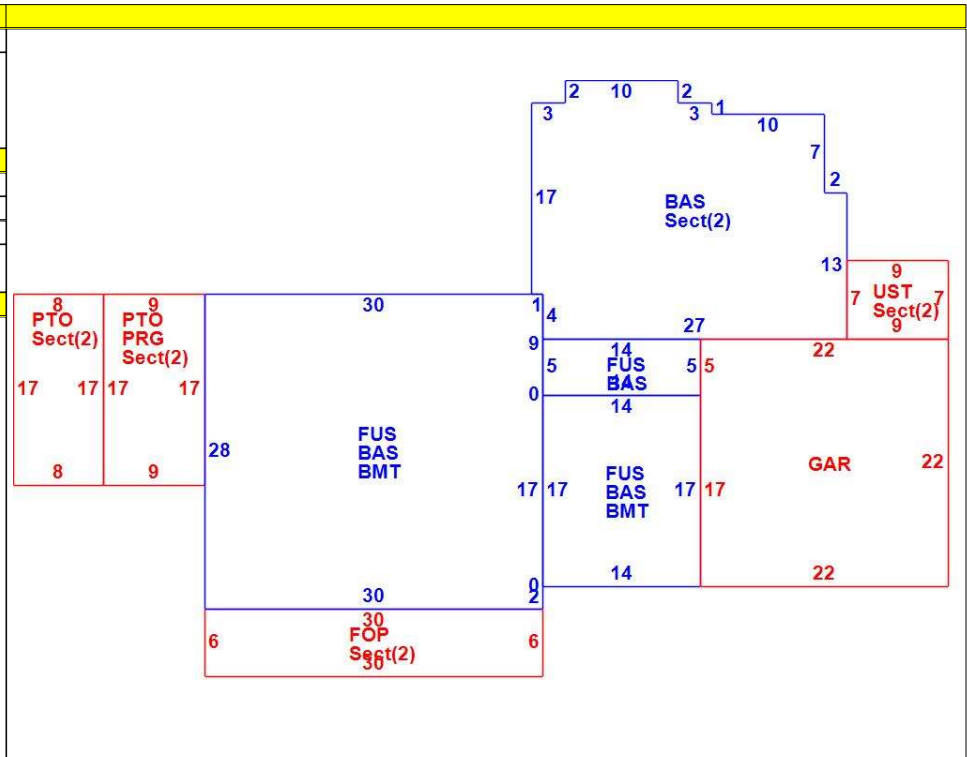 2 10 2
3 3 1
10
7
2
17
BAS
Sect(2)
13
9
7 UST 7
Sect(2)
9
8 9 30 1
PTO PTO
Sect(2) PRG
Sect(2)
4
27
9 14 22
5 FUS 5 5
BAS
14
0
14
17 17 17 17
28
FUS
BAS
BMT
FUS
BAS
BMT
GAR
22
8 9
17 17 17 17
14 22
0
30 2
30
6 FOP 6
Sect(2)
30